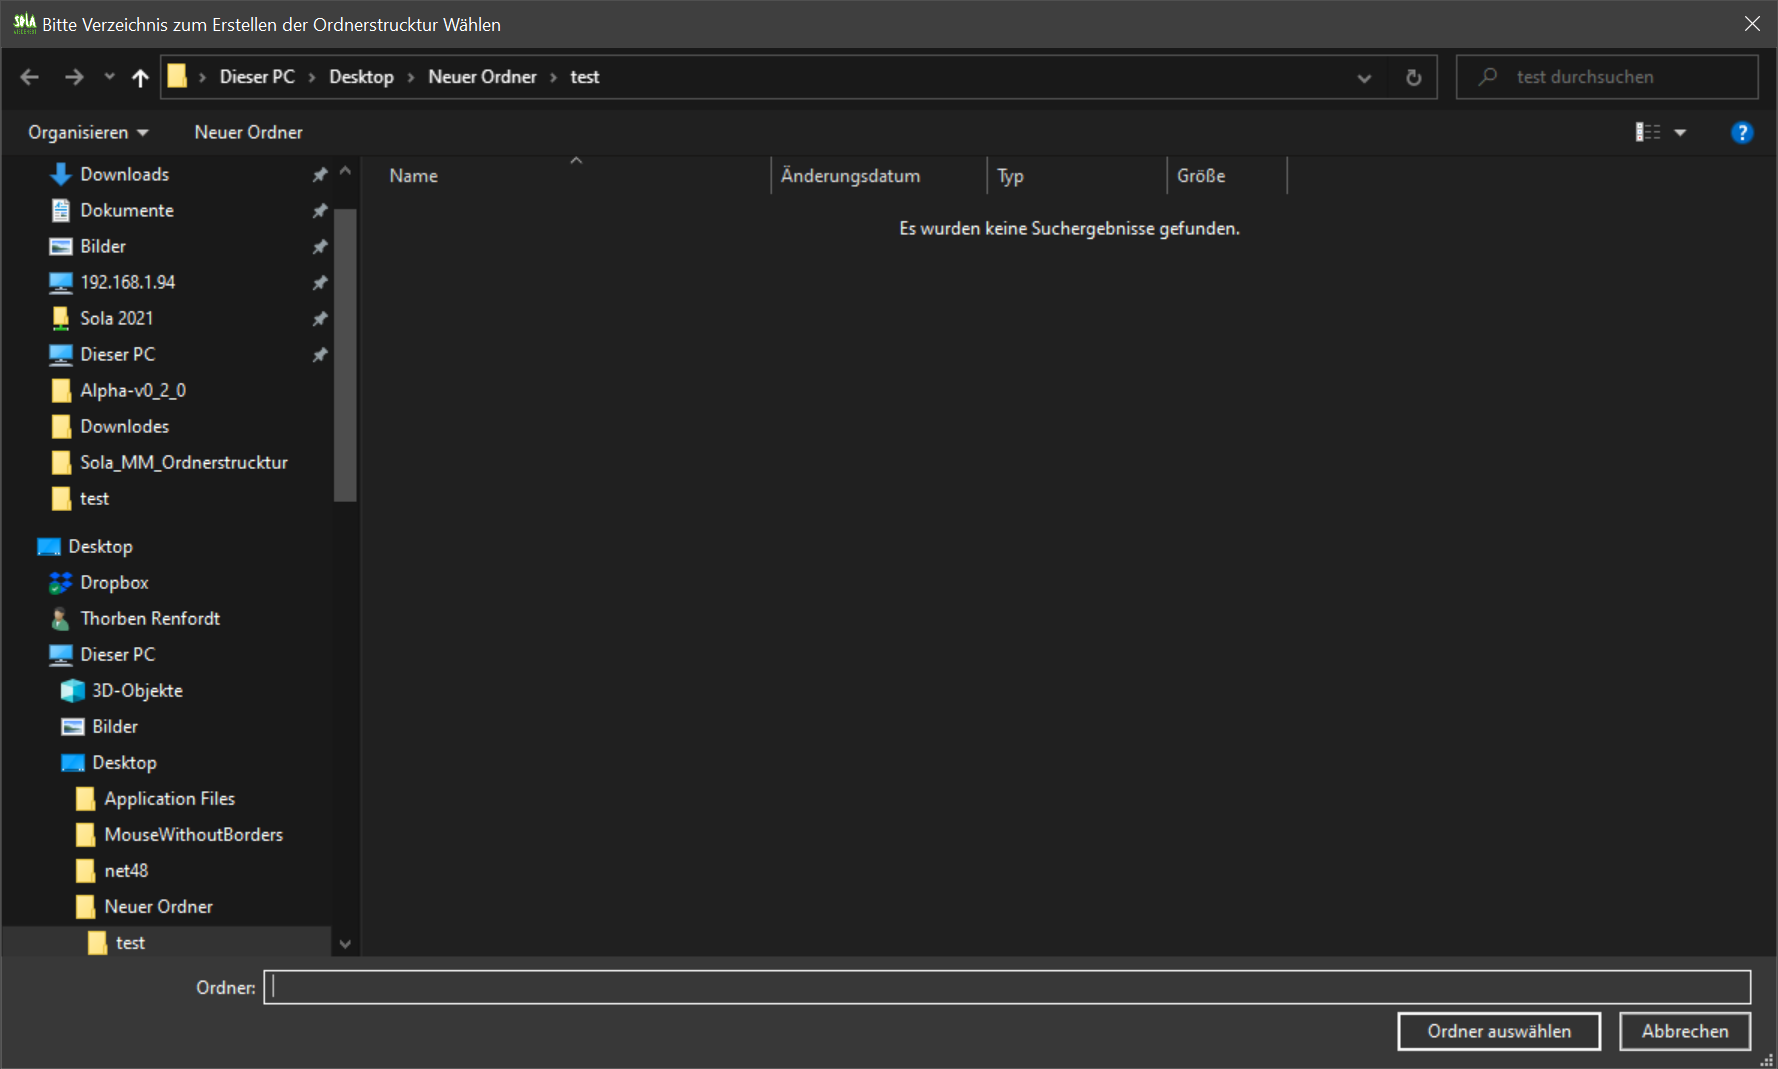 SOLA
Bitte Verzeichnis zum Erstellen der Ordnerstrucktur Wählen
Dieser PC
Desktop
Neuer Ordner
test
test durchsuchen
Organisieren
Neuer Ordner
?
Downloads
Dokumente
Bilder
192.168.1.94
Sola 2021
Dieser PC
Alpha-v0_2_0
Downlodes
Sola_MM_Ordnerstrucktur
test
Desktop
Dropbox
Thorben Renfordt
Dieser PC
3D-Objekte
Bilder
Desktop
Application Files
MouseWithoutBorders
net48
Neuer Ordner
test
Name
Änderungsdatum
Typ
Größe
Es wurden keine Suchergebnisse gefunden.
Ordner:
Ordner auswählen
Abbrechen